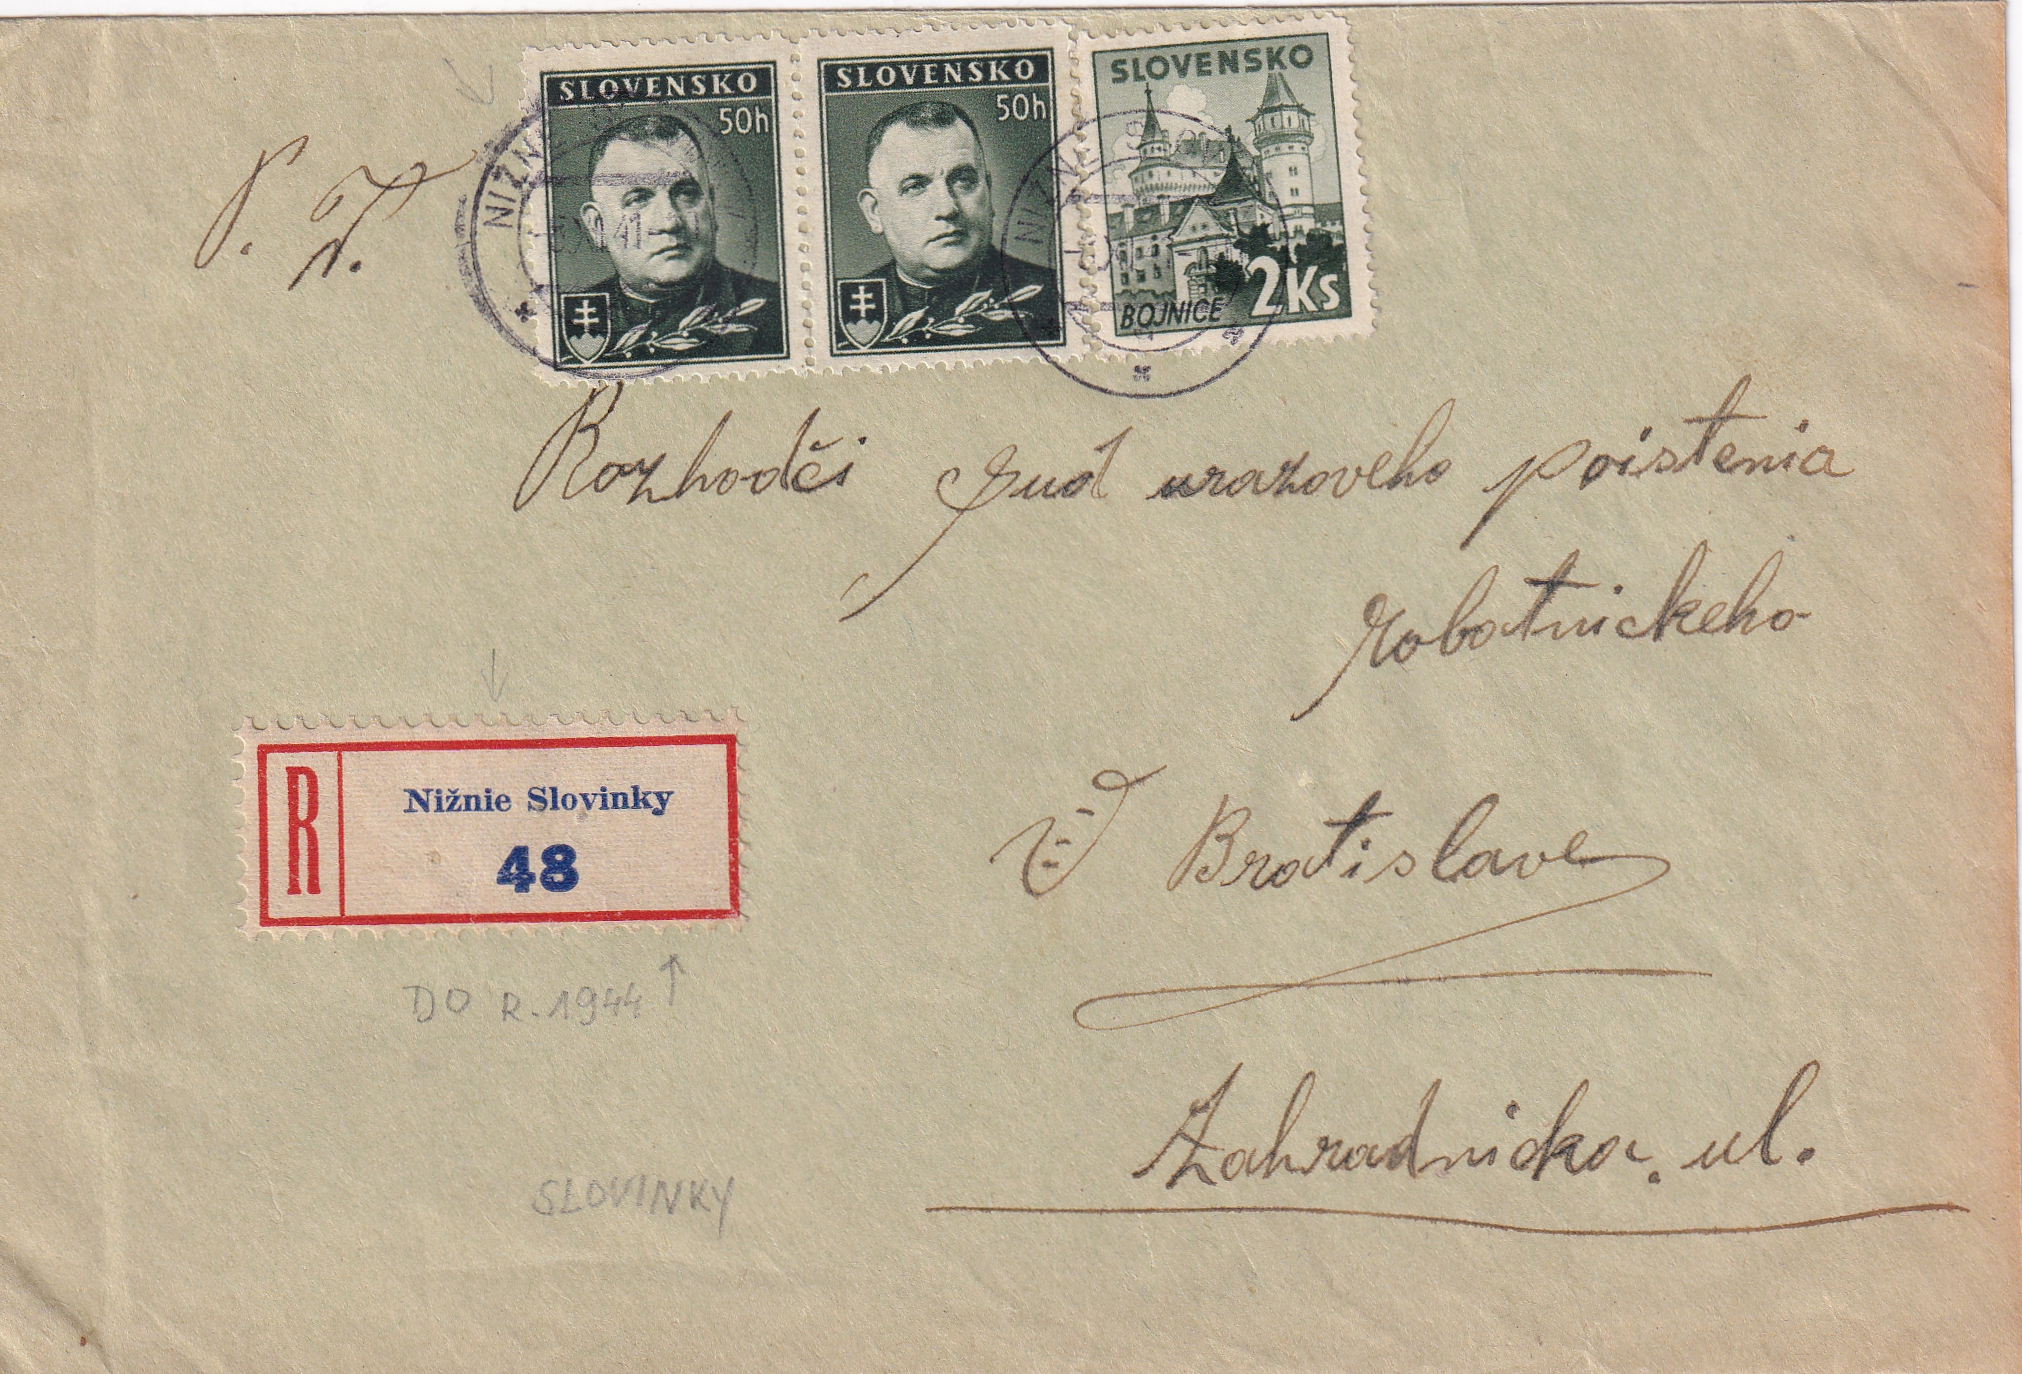 SLOVENSKO
50h
SLOVENSKO
50h
SLOVENSKO
BOJNICE
2Ks
P. T.
Rozhodči sud urazoveho poistenia
robotnickeho
V Bratislave
Zahradnicka. ul.
R
Nižnie Slovinky
48
DO R. 1944
SLOVINKY